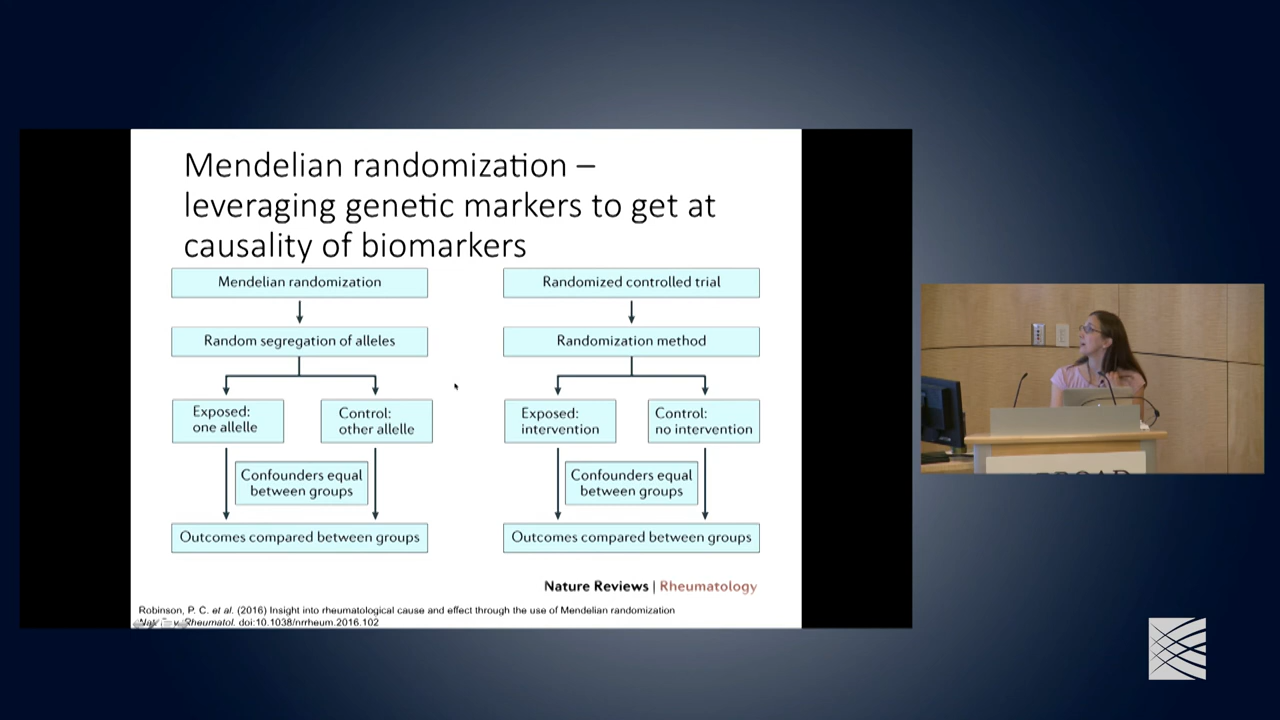 Mendelian randomization –
leveraging genetic markers to get at
causality of biomarkers
Mendelian randomization
Random segregation of alleles
Exposed:
one allelle
Control:
other allelle
Confounders equal
between groups
Outcomes compared between groups
Randomized controlled trial
Randomization method
Exposed:
intervention
Control:
no intervention
Confounders equal
between groups
Outcomes compared between groups
Nature Reviews | Rheumatology
Robinson, P. C. et al. (2016) Insight into rheumatological cause and effect through the use of Mendelian randomization
Rheumatol. doi:10.1038/nrrheum.2016.102